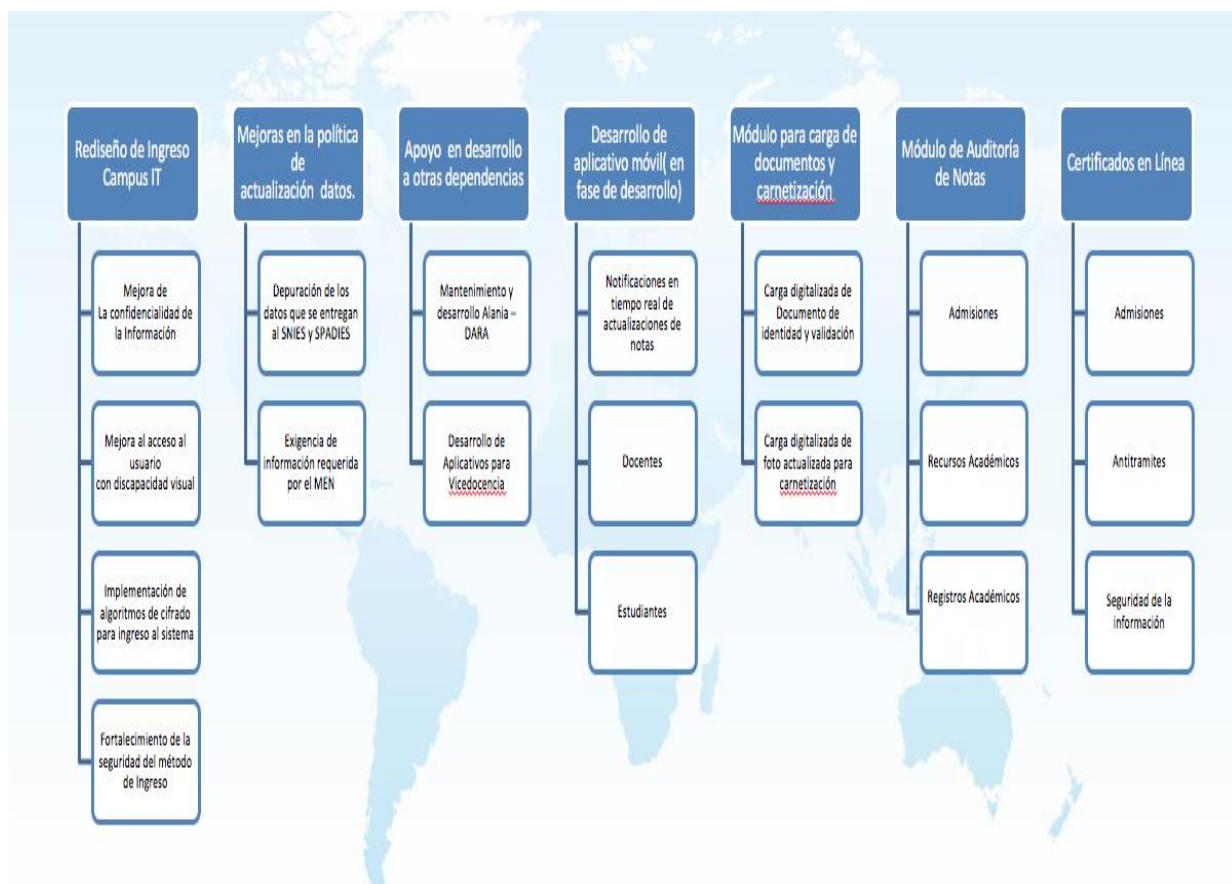 Rediseño de Ingreso
Campus IT
Mejora de
La confidencialidad de
la Información
Mejora al acceso al
usuario
con discapacidad visual
Implementación de
algoritmos de cifrado
para ingreso al sistema
Fortalecimiento de la
seguridad del método
de Ingreso
Mejoras en la política
de
actualización datos.
Depuración de los
datos que se entregan
al SNIES y SPADIES
Exigencia de
información requerida
por el MEN
Apoyo en desarrollo
a otras dependencias
Mantenimiento y
desarrollo Alania –
DARA
Desarrollo de
Aplicativos para
Vicedocencia
Desarrollo de
aplicativo móvil( en
fase de desarrollo)
Notificaciones en
tiempo real de
actualizaciones de
notas
Docentes
Estudiantes
Módulo para carga de
documentos y
carnetización
Carga digitalizada de
Documento de
identidad y validación
Carga digitalizada de
foto actualizada para
carnetización
Módulo de Auditoría
de Notas
Admisiones
Recursos Académicos
Registros Académicos
Certificados en Línea
Admisiones
Antitramites
Seguridad de la
información